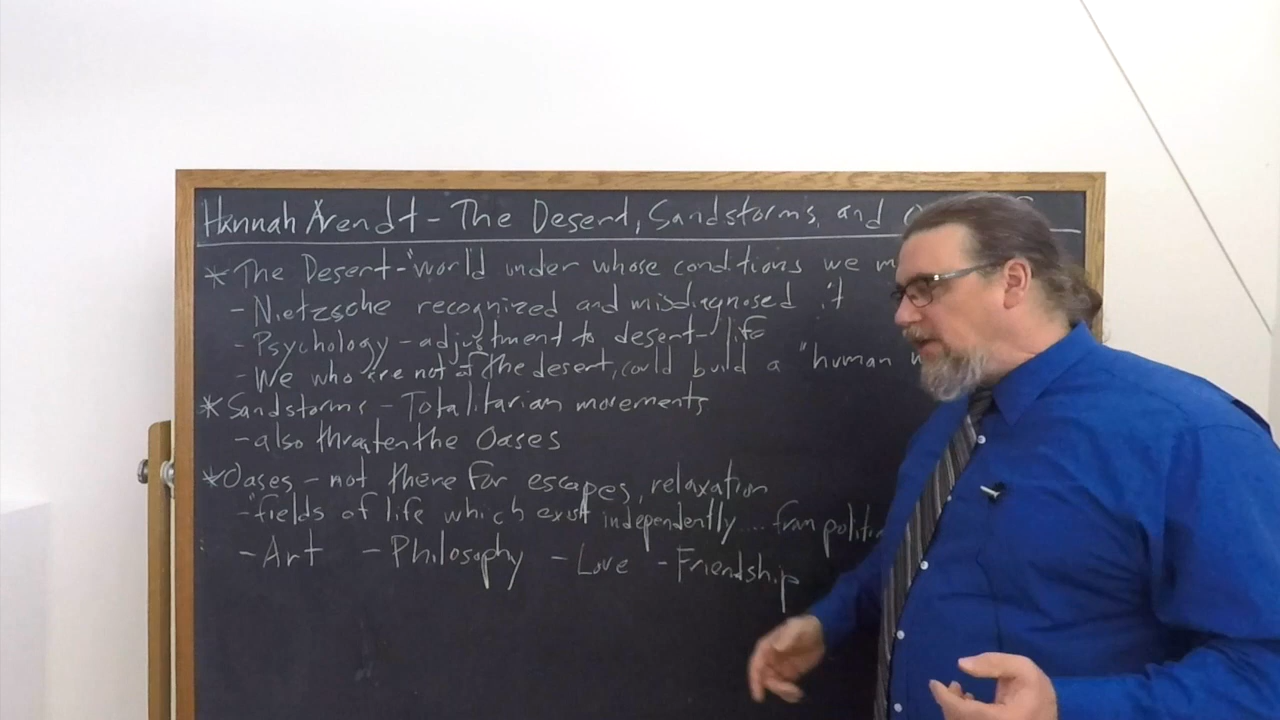 Hannah Arendt - The Desert, Sandstorms, and
* The Desert - "world" under whose conditions we m
- Nietzsche recognized and misdiagnosed it
- Psychology - adjustment to desert-life
- We who are not of the desert, could build a "human
* Sandstorms - Totalitarian movements
- also threaten the Oases
* Oases - not there for escapes, relaxation
- "fields of life which exist independently.... from politic
- Art - Philosophy - Love - Friendship